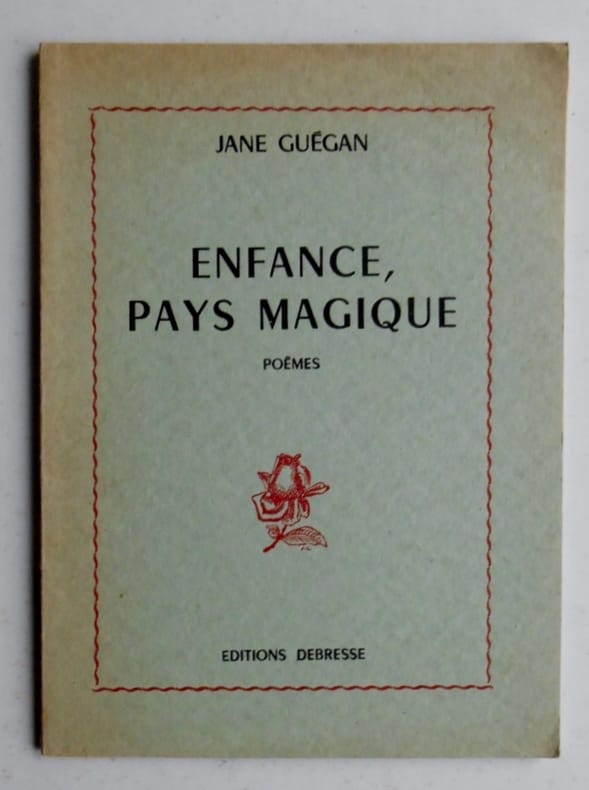 JANE GUÉGAN
ENFANCE,
PAYS MAGIQUE
POÈMES
EDITIONS DEBRESSE